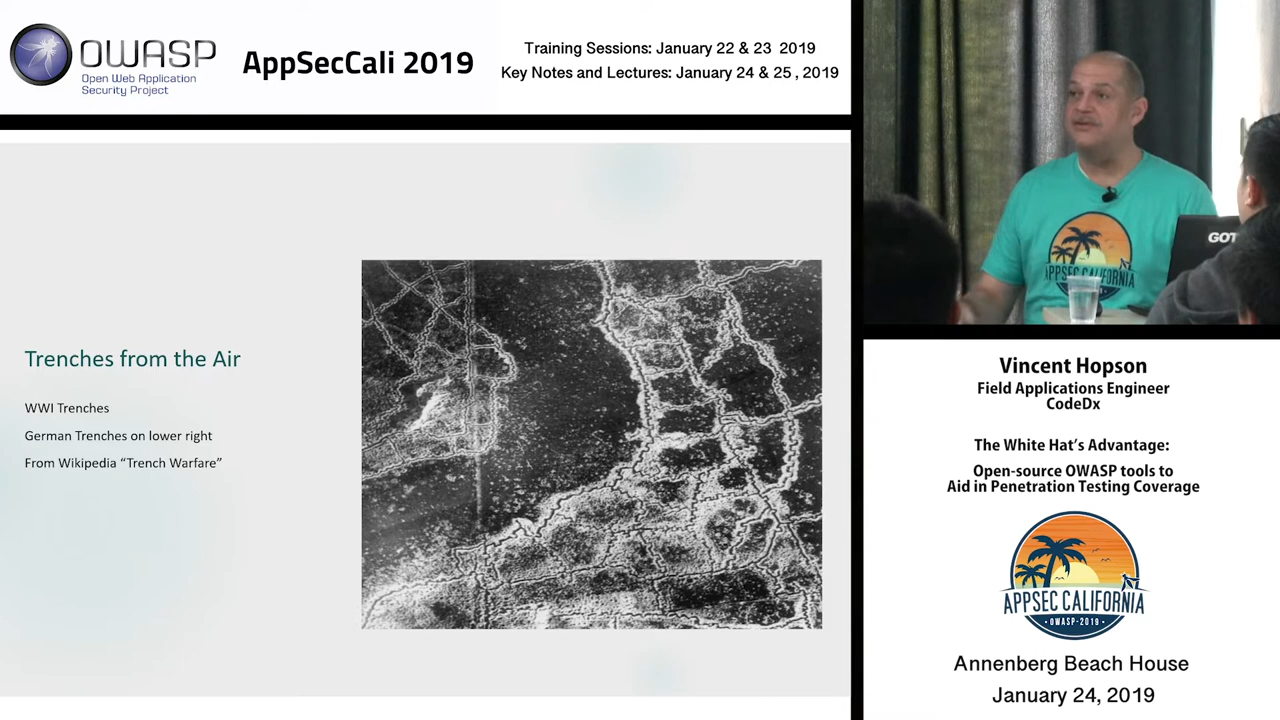 OWASP
Open Web Application
Security Project
AppSecCali 2019
Training Sessions: January 22 & 23 2019
Key Notes and Lectures: January 24 & 25, 2019
Trenches from the Air
WWI Trenches
German Trenches on lower right
From Wikipedia “Trench Warfare”
APPSEC CALIFORNIA
GOT
Vincent Hopson
Field Applications Engineer
CodeDx
The White Hat's Advantage:
Open-source OWASP tools to
Aid in Penetration Testing Coverage
APPSEC CALIFORNIA
• OWASP-2019 •
Annenberg Beach House
January 24, 2019